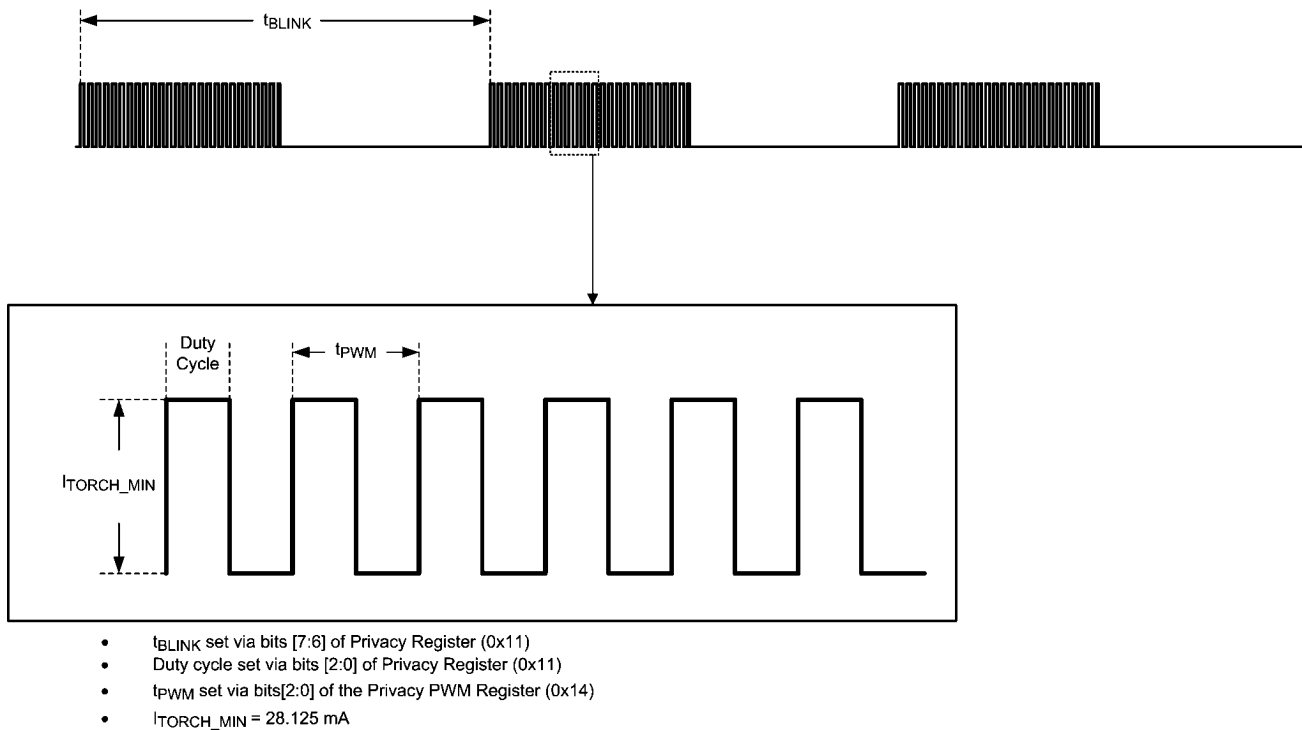 tBLINK
Duty
Cycle
tPWM
ITORCH_MIN
• tBLINK set via bits [7:6] of Privacy Register (0x11)
• Duty cycle set via bits [2:0] of Privacy Register (0x11)
• tPWM set via bits[2:0] of the Privacy PWM Register (0x14)
• ITORCH_MIN = 28.125 mA